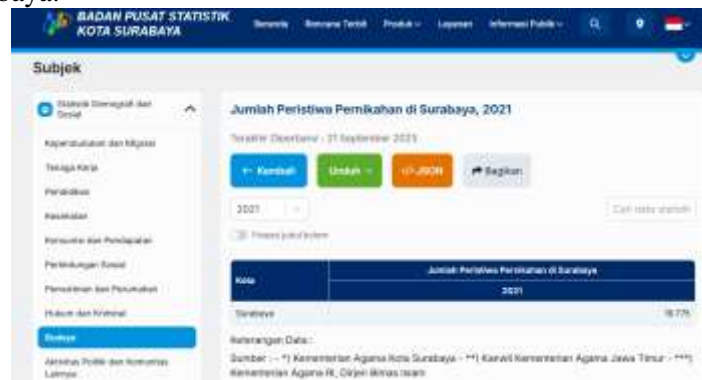 baya.
BADAN PUSAT STATISTIK
KOTA SURABAYA
Beranda Rencana Terbit Produk Layanan Informasi Publik
Subjek
Statistik Demografi dan
Sosial
Kependudukan dan Migrasi
Tenaga Kerja
Pendidikan
Kesehatan
Konsumsi dan Pendapatan
Perlindungan Sosial
Pemukiman dan Perumahan
Hukum dan Kriminal
Budaya
Aktivitas Politik dan Komunitas
Lainnya
Jumlah Peristiwa Pernikahan di Surabaya, 2021
Terakhir Diperbarui : 21 September 2023
Kembali Unduh JSON Bagikan
2021
Cari data statistik
Kota
Jumlah Peristiwa Pernikahan di Surabaya
2021
Surabaya
Keterangan Data :
Sumber : - *) Kementerian Agama Kota Surabaya - **) Kanwil Kementerian Agama Jawa Timur - ***)
Kementerian Agama RI, Dirjen Bimas Islam